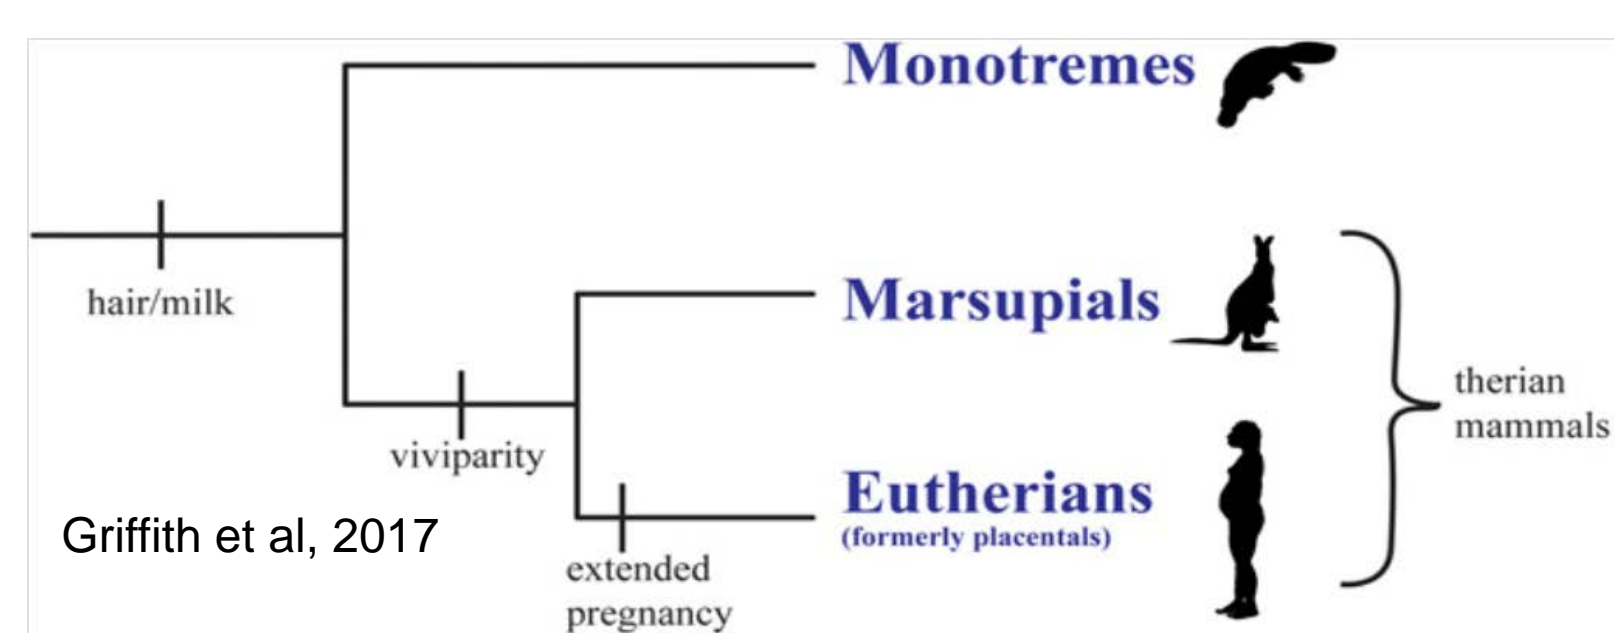 Monotremes
hair/milk
Marsupials
therian
mammals
viviparity
Eutherians
(formerly placentals)
Griffith et al, 2017
extended
pregnancy